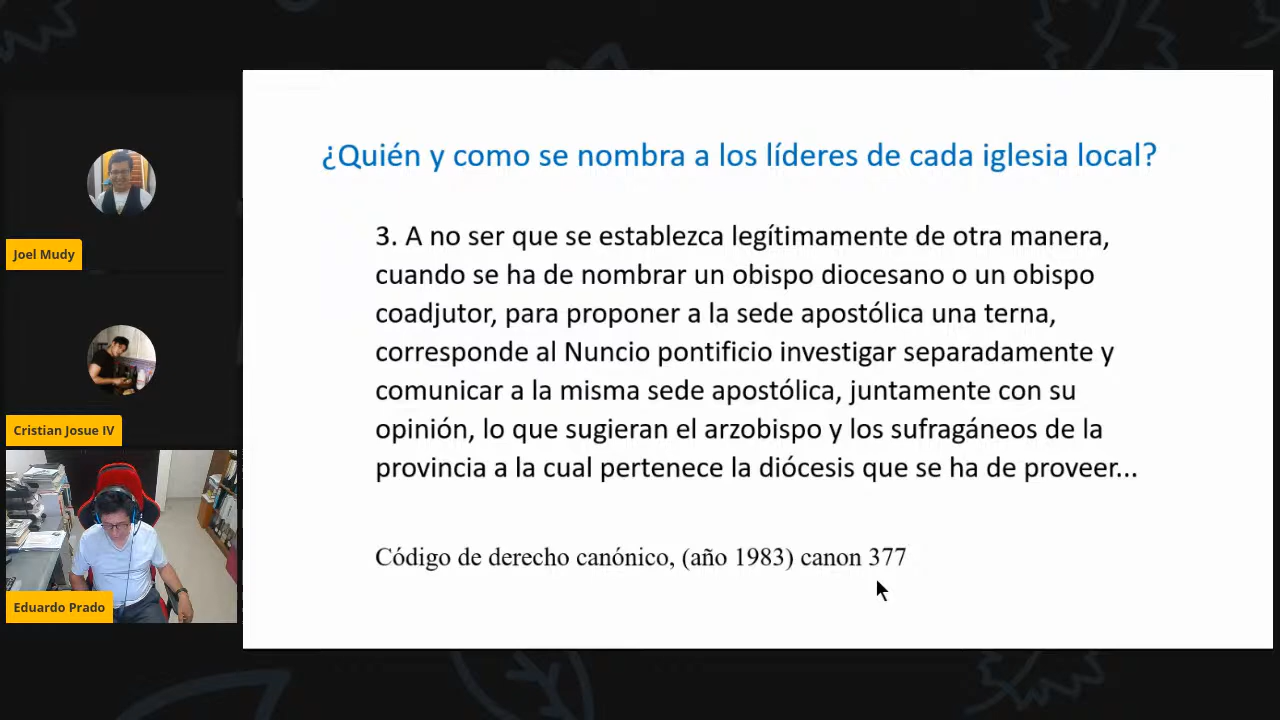 Joel Mudy
Cristian Josue IV
Eduardo Prado
¿Quién y como se nombra a los líderes de cada iglesia local?
3. A no ser que se establezca legítimamente de otra manera,
cuando se ha de nombrar un obispo diocesano o un obispo
coadjutor, para proponer a la sede apostólica una terna,
corresponde al Nuncio pontificio investigar separadamente y
comunicar a la misma sede apostólica, juntamente con su
opinión, lo que sugieran el arzobispo y los sufragáneos de la
provincia a la cual pertenece la diócesis que se ha de proveer...
Código de derecho canónico, (año 1983) canon 377